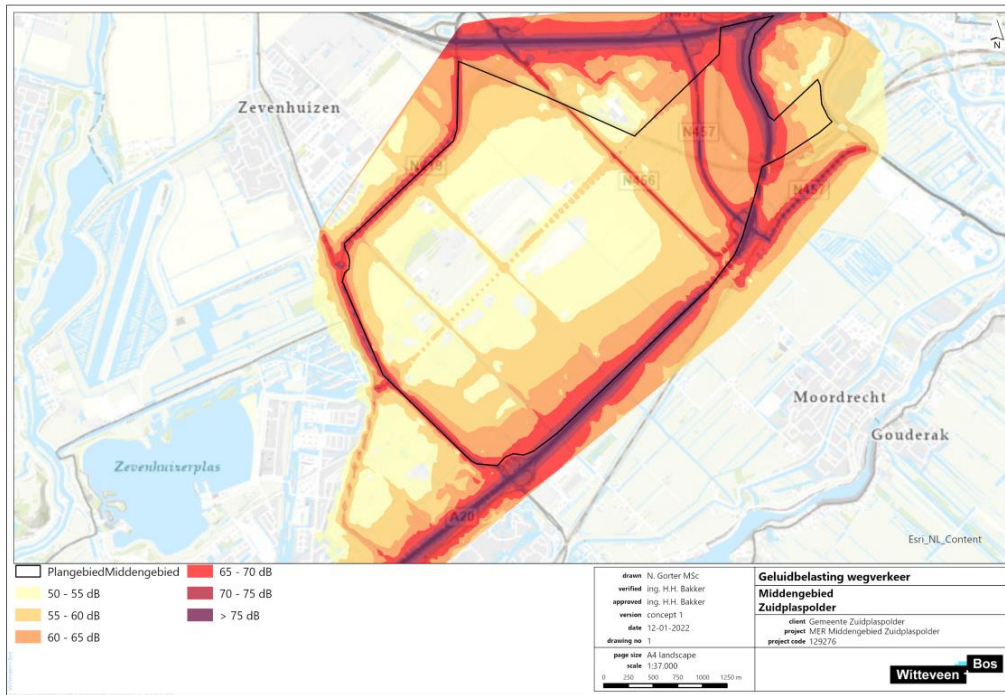 N457
N
Zevenhuizen
N457
N456
N457
Moordrecht
Gouderak
Zevenhuizerplas
A20
Esri_NL_Content
PlangebiedMiddengebied
50 - 55 dB
55 - 60 dB
60 - 65 dB
65 - 70 dB
70 - 75 dB
> 75 dB
drawn N. Gorter MSc
verified ing. H.H. Bakker
approved ing. H.H. Bakker
version concept 1
date 12-01-2022
drawing no 1
page size A4 landscape
scale 1:37.000
0 250 500 750 1000 1250 m
Geluidbelasting wegverkeer
Middengebied
Zuidplaspolder
client Gemeente Zuidplaspolder
project MER Middengebied Zuidplaspolder
project code 129276
Witteveen + Bos